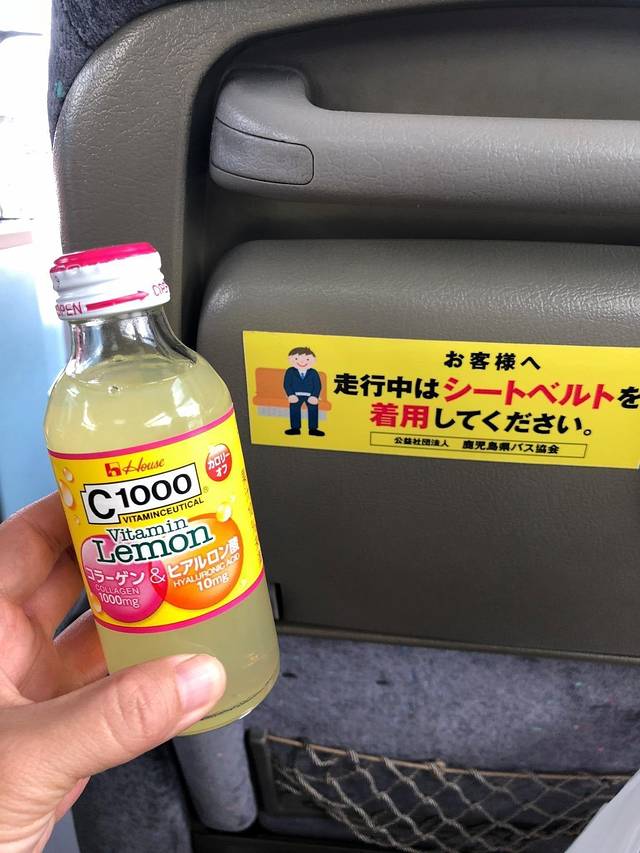 お客様へ
走行中はシートベルトを
着用してください。
公益社団法人 鹿児島県バス協会
OPEN
House
カロリー
オフ
C1000
VITAMINCEUTICAL
Vitamin
Lemon
コラーゲン & ヒアルロン酸
COLLAGEN HYALURONIC ACID
1000mg 10mg